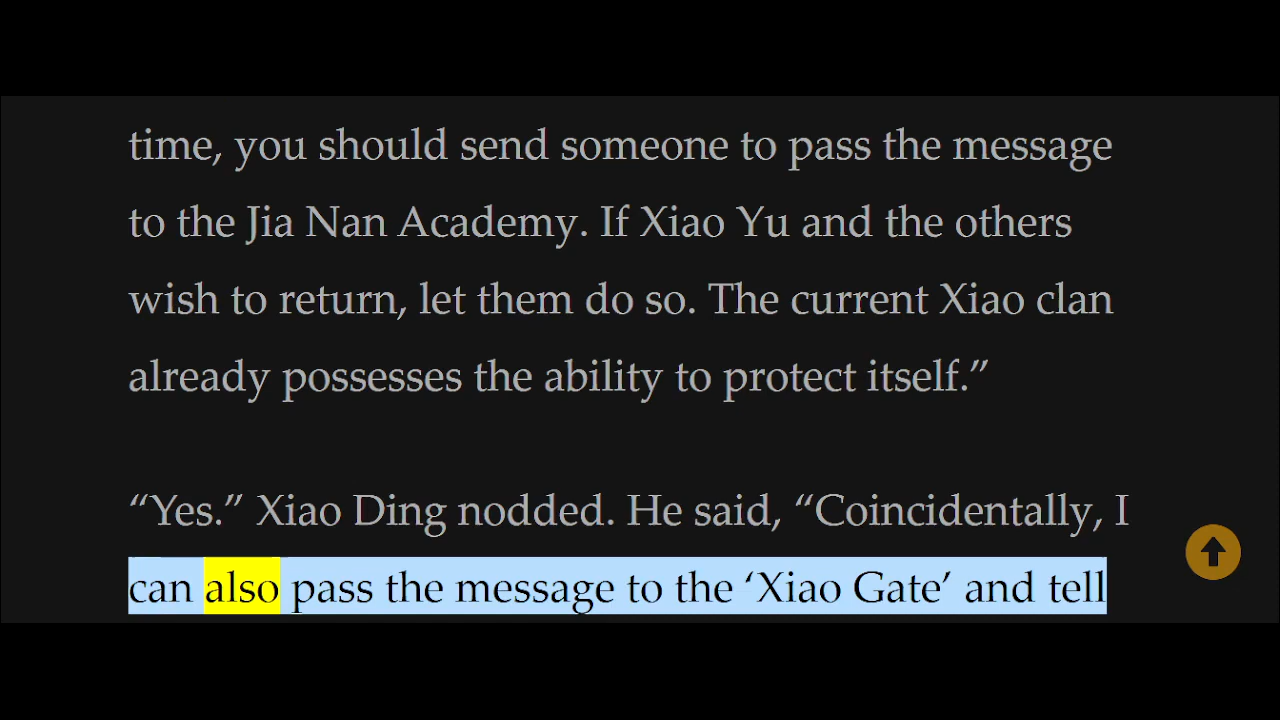 time, you should send someone to pass the message
to the Jia Nan Academy. If Xiao Yu and the others
wish to return, let them do so. The current Xiao clan
already possesses the ability to protect itself.”
“Yes.” Xiao Ding nodded. He said, “Coincidentally, I
can also pass the message to the ‘Xiao Gate’ and tell